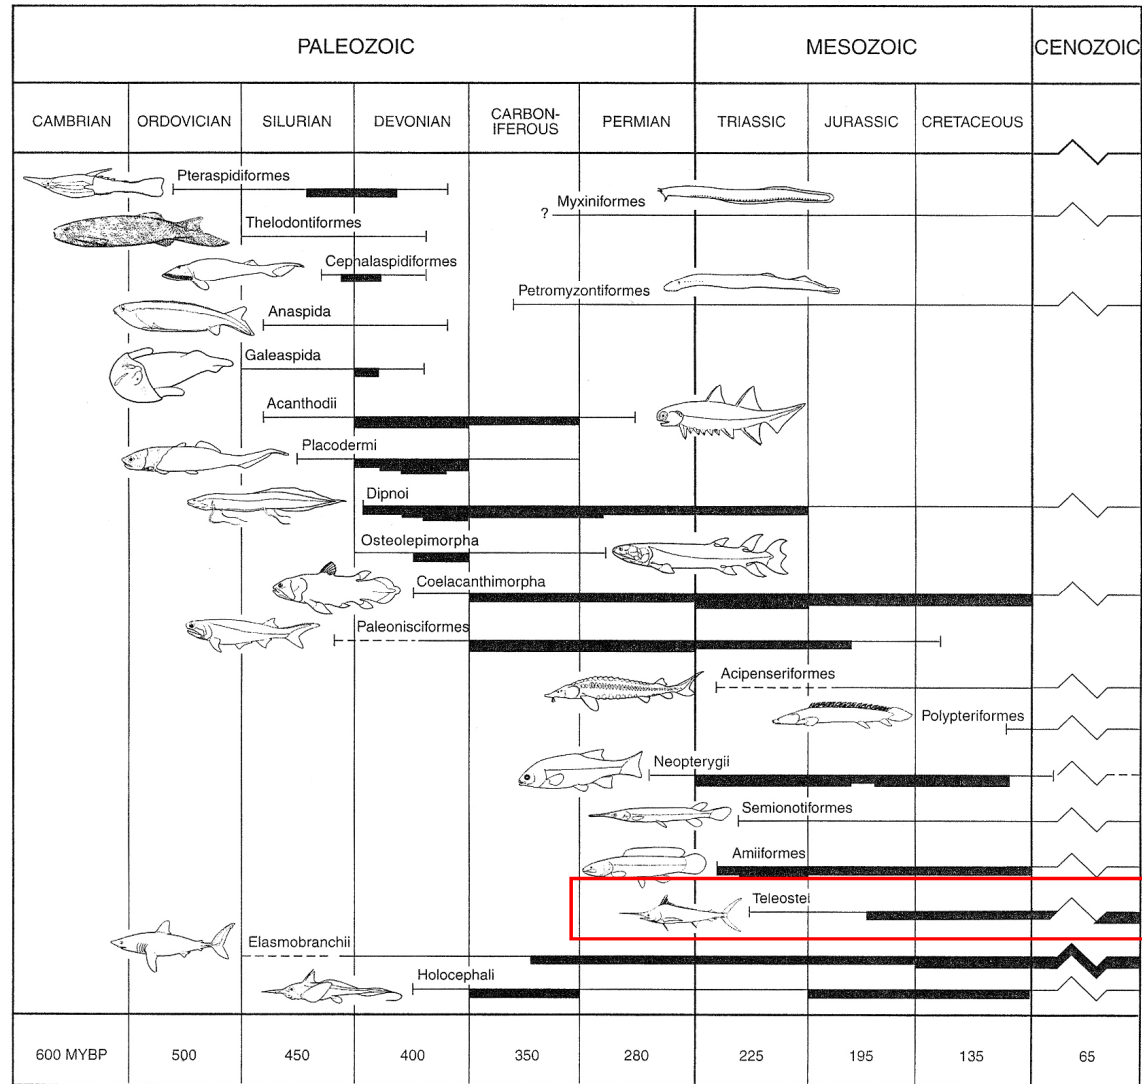 PALEOZOIC MESOZOIC CENOZOIC
CAMBRIAN ORDOVICIAN SILURIAN DEVONIAN CARBON-
IFEROUS PERMIAN TRIASSIC JURASSIC CRETACEOUS
Pteraspidiformes
? Myxiniformes
Thelodontiformes
Cephalaspidiformes
Petromyzontiformes
Anaspida
Galeaspida
Acanthodii
Placodermi
Dipnoi
Osteolepimorpha
Coelacanthimorpha
Paleonisciformes
Acipenseriformes
Polypteriformes
Neopterygii
Semionotiformes
Amiiformes
Teleostei
Elasmobranchii
Holocephali
600 MYBP 500 450 400 350 280 225 195 135 65